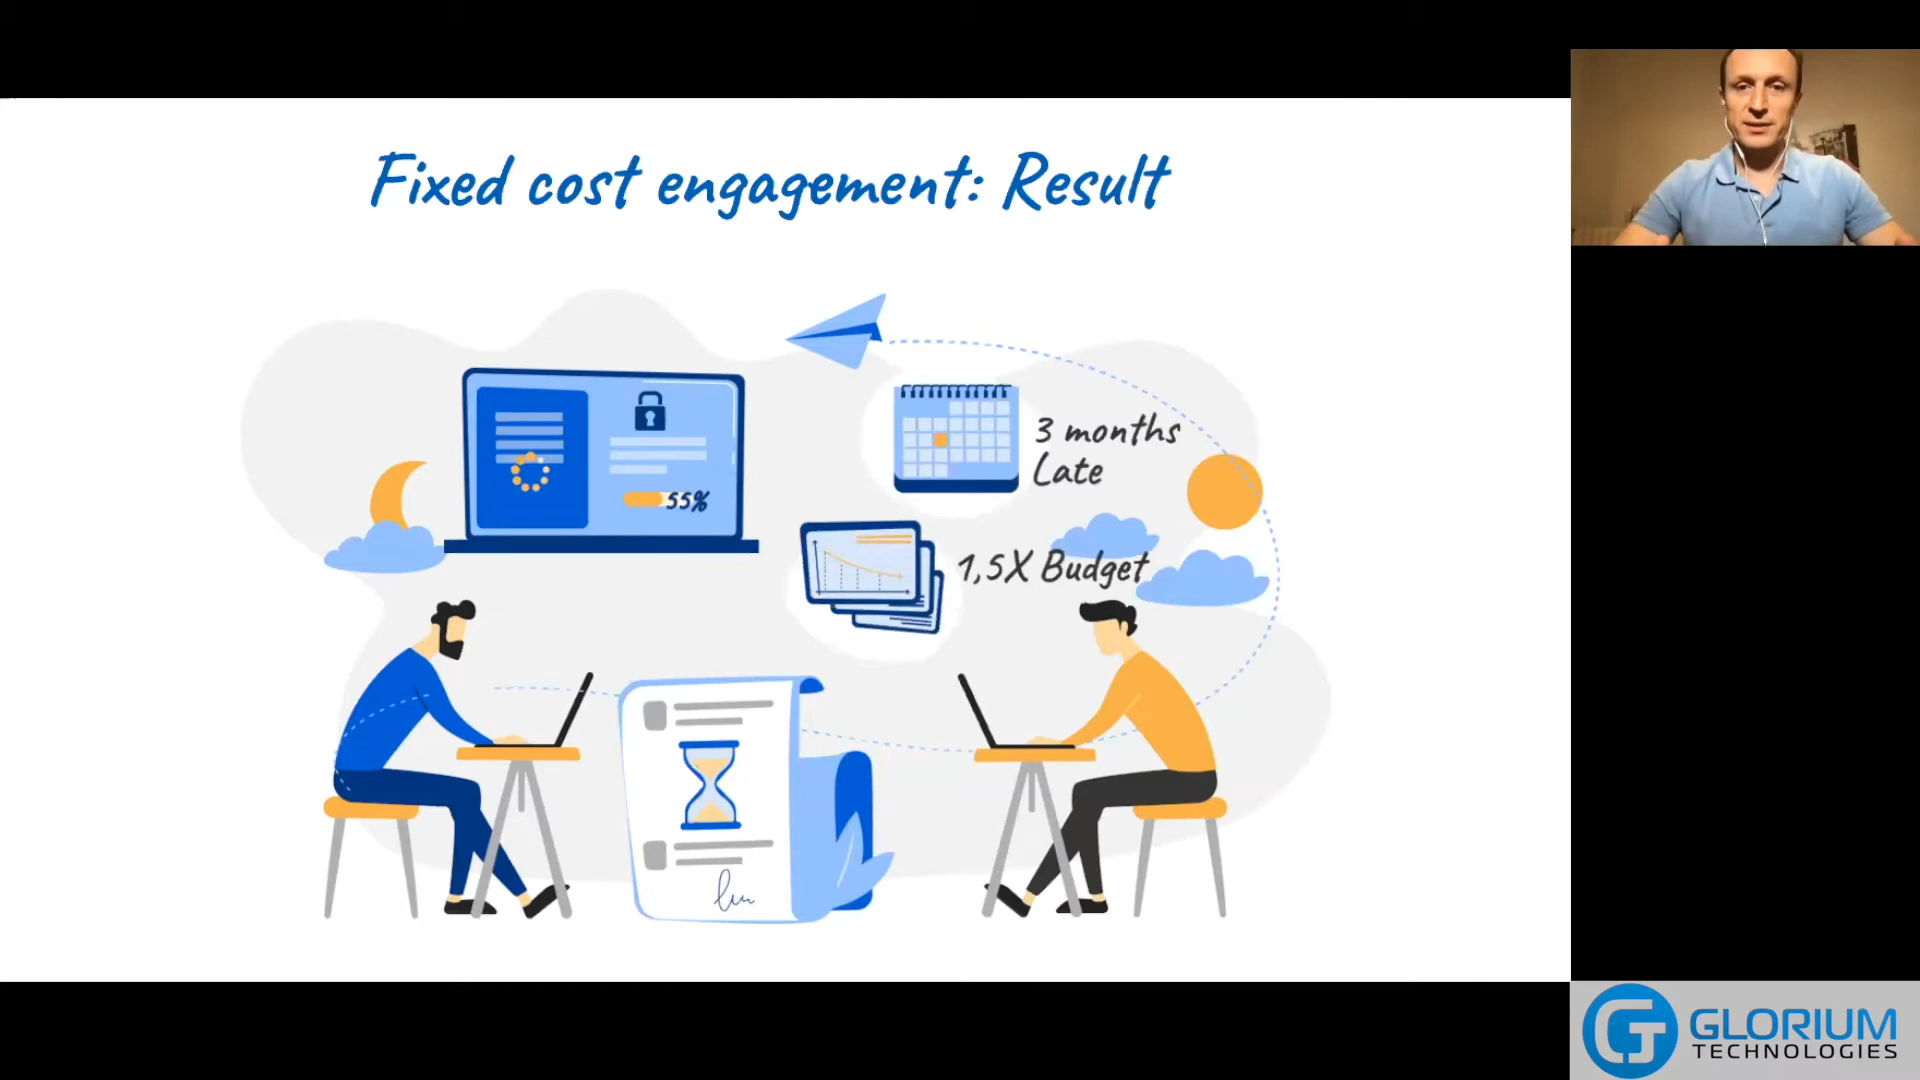 Fixed cost engagement: Result
55%
3 months
Late
1,5X Budget
GLORIUM
TECHNOLOGIES